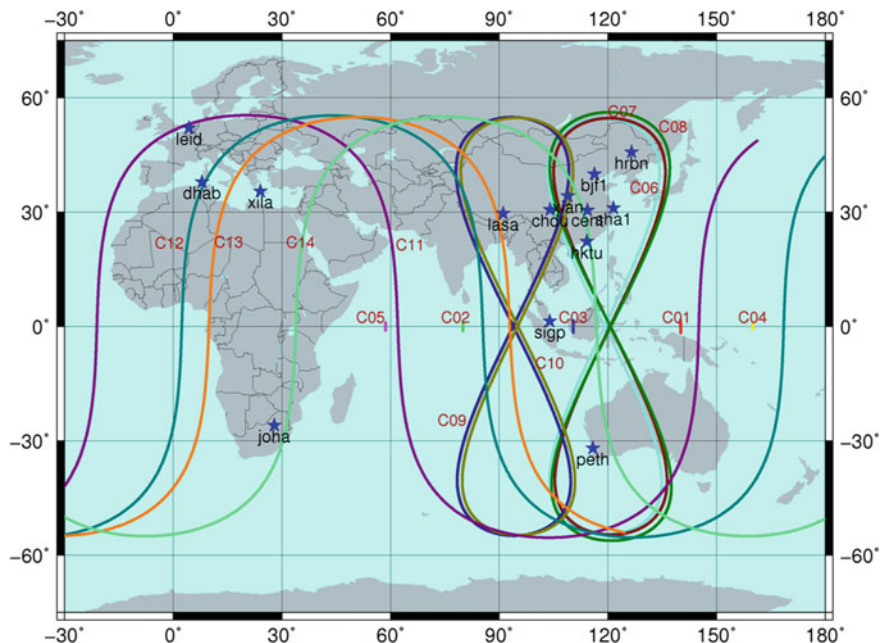 −30° 0° 30° 60° 90° 120° 150° 180°
60° 60°
C07
C08
leid
hrbn
dhab
xila
bjf1
C06
30° 30°
lasa
chdu
xian
cent
sha1
C12 C13 C14 C11
hktu
0° 0°
C05 C02 C03 C01 C04
sigp
C10
C09
−30° −30°
joha
peth
−60° −60°
−30° 0° 30° 60° 90° 120° 150° 180°